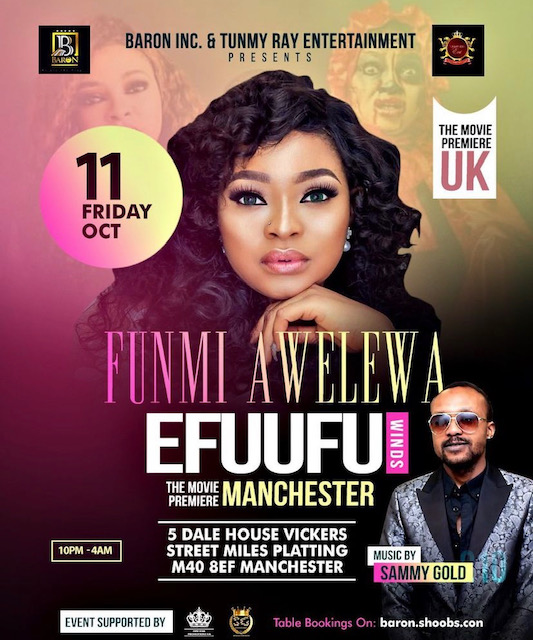 B
BARON
BARON INC. & TUNMY RAY ENTERTAINMENT
PRESENTS
THE MOVIE
PREMIERE
UK
11
FRIDAY
OCT
FUNMI AWELEWA
EFUUFU
WINDS
THE MOVIE
PREMIERE MANCHESTER
5 DALE HOUSE VICKERS
STREET MILES PLATTING
M40 8EF MANCHESTER
10PM - 4AM
MUSIC BY
SAMMY GOLD
EVENT SUPPORTED BY
SG
Table Bookings On: baron.shoobs.con